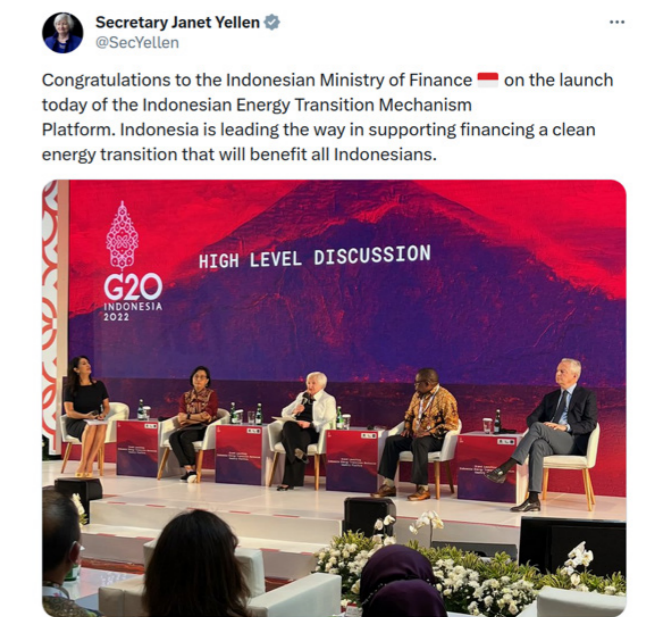 Secretary Janet Yellen
@SecYellen
Congratulations to the Indonesian Ministry of Finance 🇮🇩 on the launch
today of the Indonesian Energy Transition Mechanism
Platform. Indonesia is leading the way in supporting financing a clean
energy transition that will benefit all Indonesians.
G20
INDONESIA
2022
HIGH LEVEL DISCUSSION